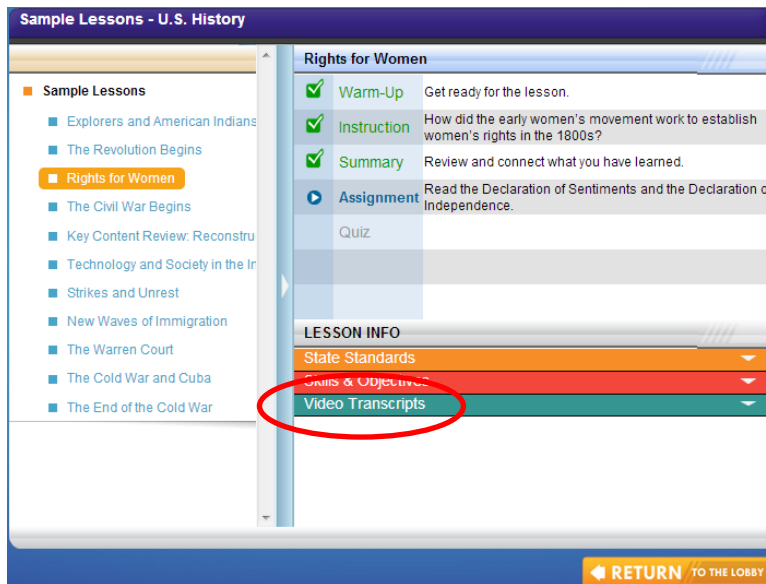 Sample Lessons - U.S. History
Sample Lessons
Explorers and American Indians
The Revolution Begins
Rights for Women
The Civil War Begins
Key Content Review: Reconstru
Technology and Society in the In
Strikes and Unrest
New Waves of Immigration
The Warren Court
The Cold War and Cuba
The End of the Cold War
Rights for Women
Warm-Up Get ready for the lesson.
Instruction How did the early women's movement work to establish
women's rights in the 1800s?
Summary Review and connect what you have learned.
Assignment Read the Declaration of Sentiments and the Declaration o
Independence.
Quiz
LESSON INFO
State Standards
Skills & Objectives
Video Transcripts
RETURN TO THE LOBBY